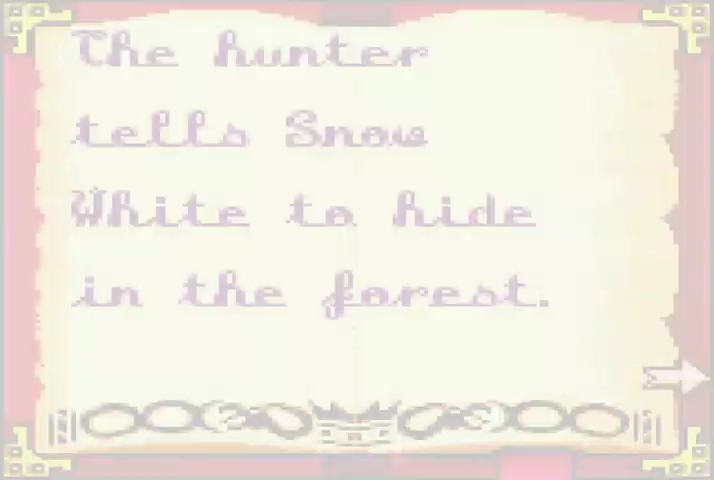 The hunter
tells Snow
White to hide
in the forest.